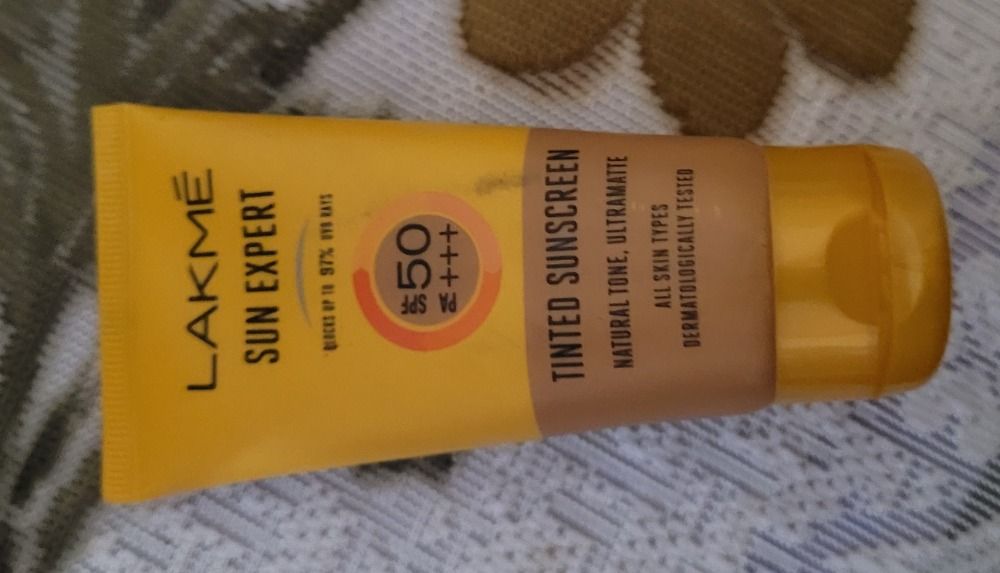 LAKMĒ
SUN EXPERT
*BLOCKS UP TO 97% UVB RAYS
SPF
50
PA
+++
TINTED SUNSCREEN
NATURAL TONE, ULTRAMATTE
ALL SKIN TYPES
DERMATOLOGICALLY TESTED